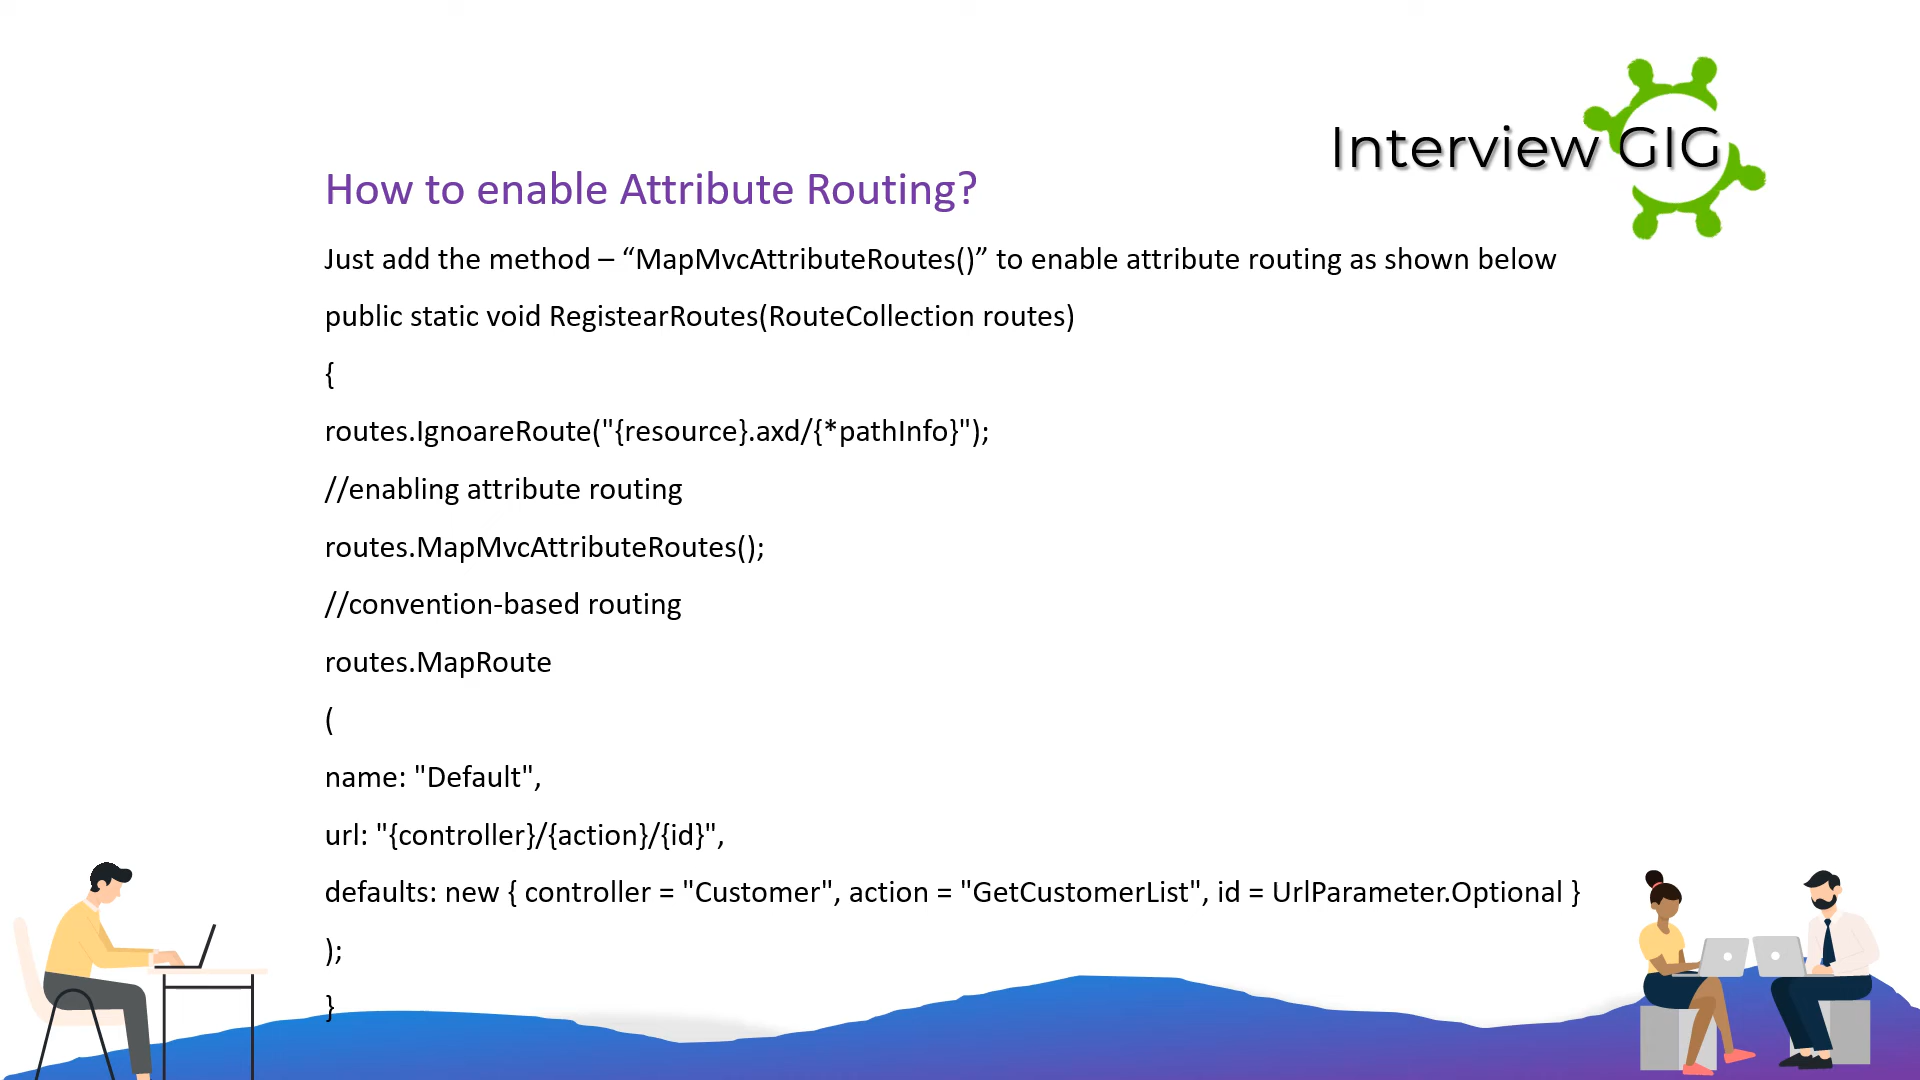 Interview GIG
How to enable Attribute Routing?
Just add the method – “MapMvcAttributeRoutes()” to enable attribute routing as shown below
public static void RegistearRoutes(RouteCollection routes)
{
routes.IgnoareRoute("{resource}.axd/{*pathInfo}");
//enabling attribute routing
routes.MapMvcAttributeRoutes();
//convention-based routing
routes.MapRoute
(
name: "Default",
url: "{controller}/{action}/{id}",
defaults: new { controller = "Customer", action = "GetCustomerList", id = UrlParameter.Optional }
);
}